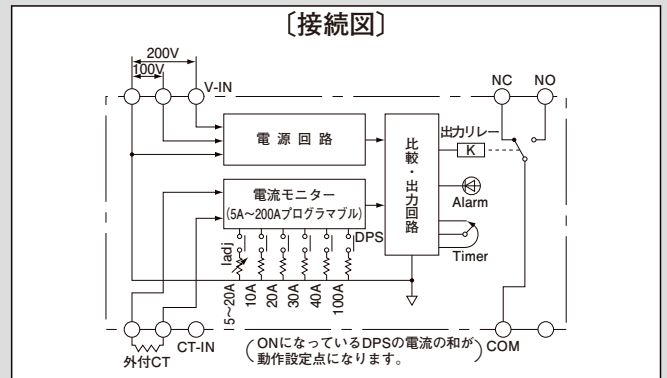 〔接続図〕
200V
100V
V-IN
NC
NO
電源回路
比較・出力回路
出力リレー
K
電流モニター
(5A〜200Aプログラマブル)
Alarm
DPS
Iadj
Timer
5〜20A
10A
20A
30A
40A
100A
外付CT
CT-IN
(ONになっているDPSの電流の和が
動作設定点になります。)
COM